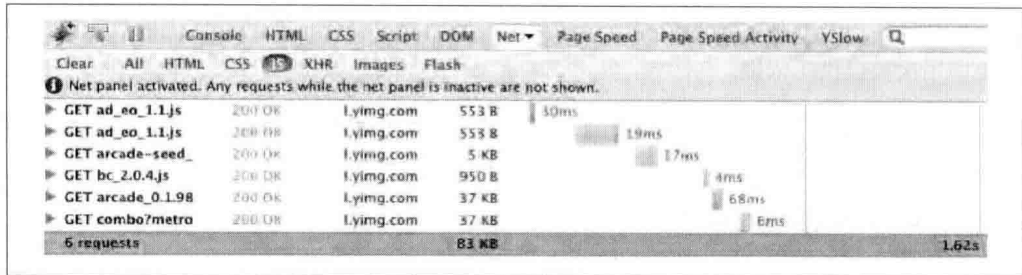 Console HTML CSS Script DOM Net Page Speed Page Speed Activity YSlow
Clear All HTML CSS JS XHR Images Flash
Net panel activated. Any requests while the net panel is inactive are not shown.
GET ad_eo_1.1.js 200 OK l.yimg.com 553 B 30ms
GET ad_eo_1.1.js 200 OK l.yimg.com 553 B 19ms
GET arcade-seed_ 200 OK l.yimg.com 5 KB 17ms
GET bc_2.0.4.js 200 OK l.yimg.com 950 B 4ms
GET arcade_0.1.98 200 OK l.yimg.com 37 KB 68ms
GET combo?metro 200 OK l.yimg.com 37 KB 6ms
6 requests 83 KB 1.62s